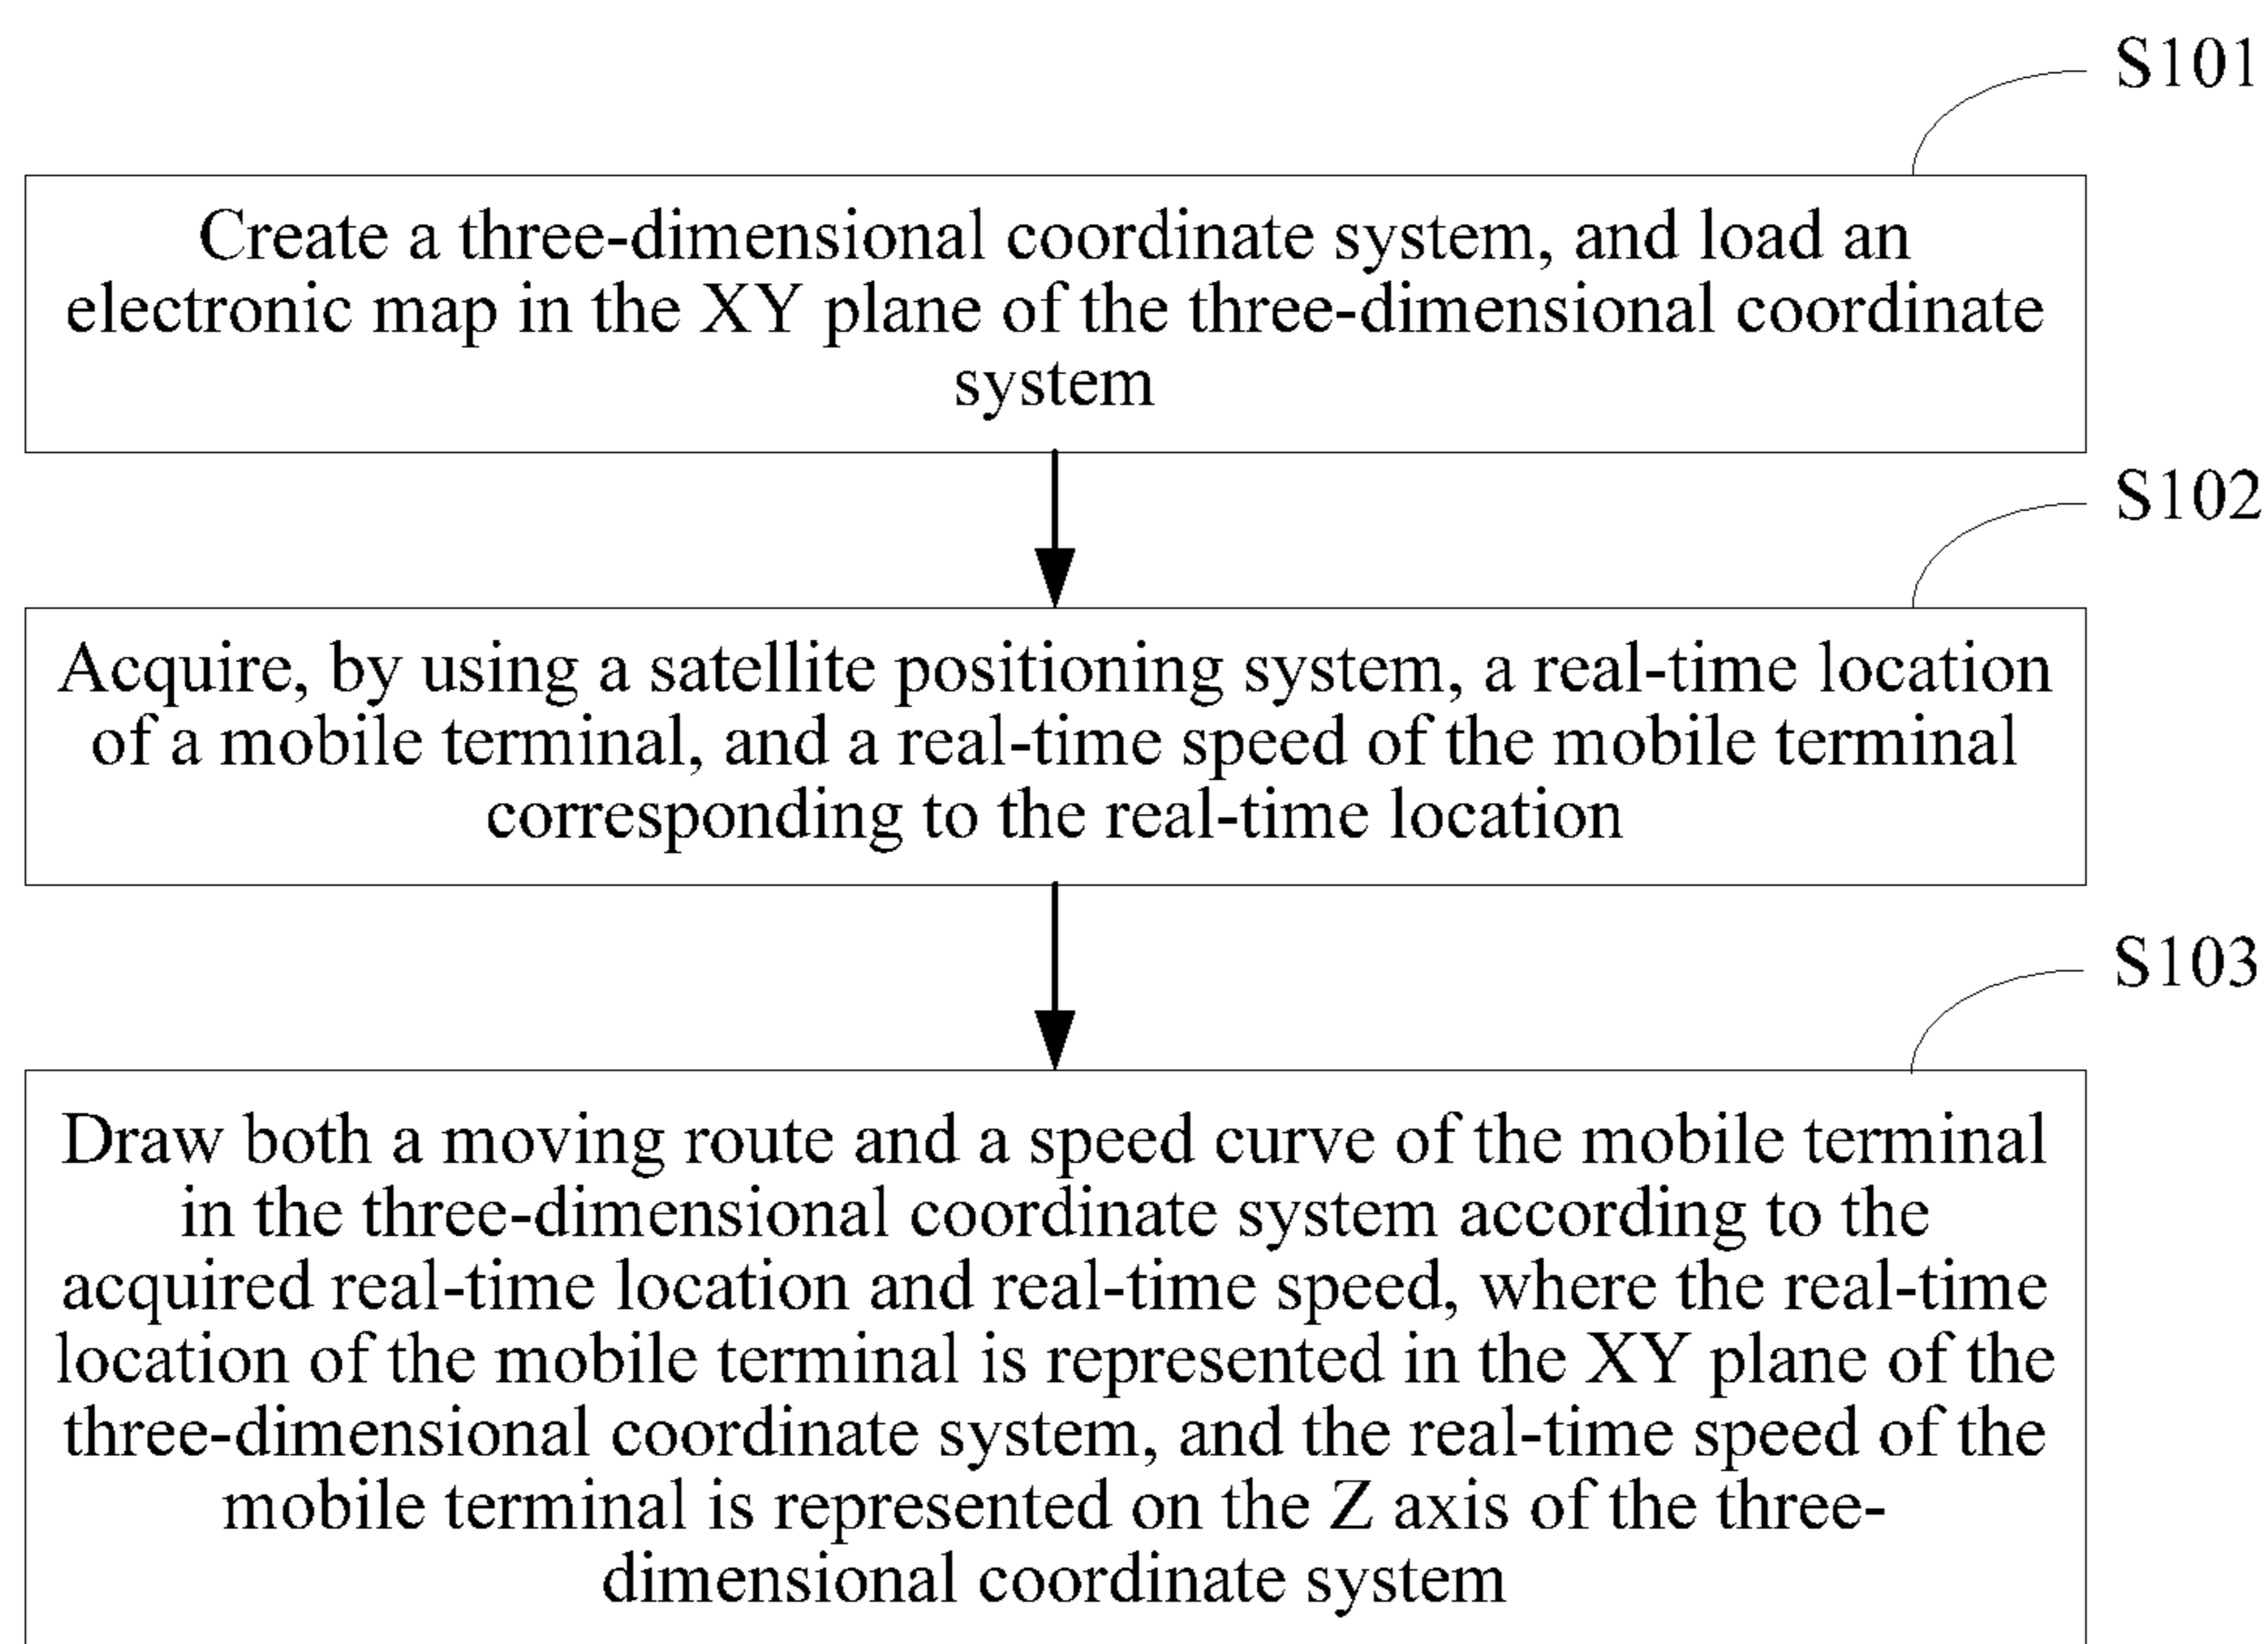 S101
Create a three-dimensional coordinate system, and load an
electronic map in the XY plane of the three-dimensional coordinate
system
S102
Acquire, by using a satellite positioning system, a real-time location
of a mobile terminal, and a real-time speed of the mobile terminal
corresponding to the real-time location
S103
Draw both a moving route and a speed curve of the mobile terminal
in the three-dimensional coordinate system according to the
acquired real-time location and real-time speed, where the real-time
location of the mobile terminal is represented in the XY plane of the
three-dimensional coordinate system, and the real-time speed of the
mobile terminal is represented on the Z axis of the three-
dimensional coordinate system